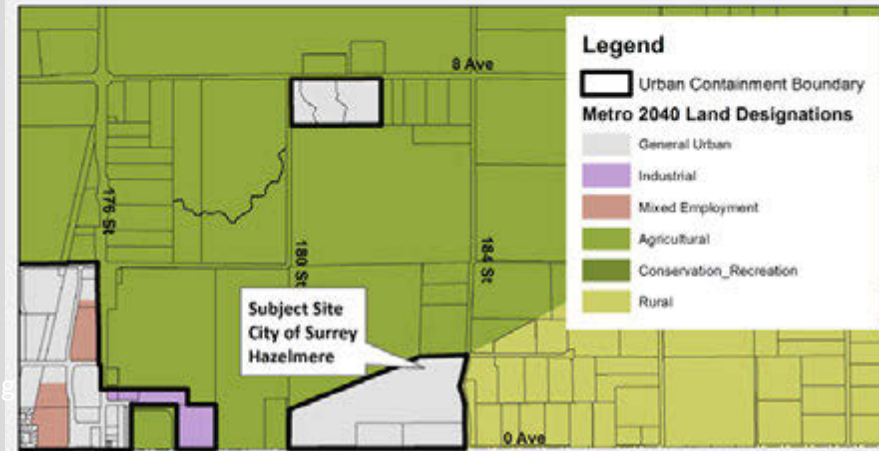 8 Ave
176 St
180 St
184 St
Subject Site
City of Surrey
Hazelmere
0 Ave
Legend
Urban Containment Boundary
Metro 2040 Land Designations
General Urban
Industrial
Mixed Employment
Agricultural
Conservation_Recreation
Rural